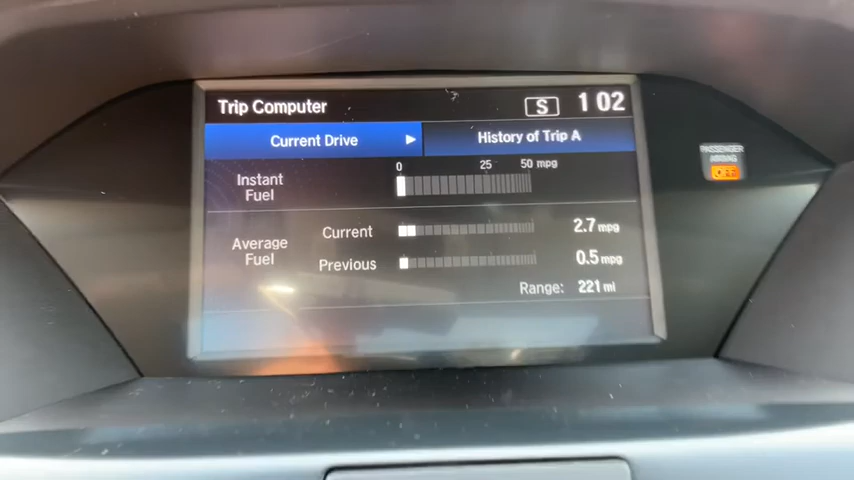 Trip Computer S 1 02
Current Drive History of Trip A
0 25 50 mpg
Instant
Fuel
Average
Fuel
Current 2.7 mpg
Previous 0.5 mpg
Range: 221 mi
PASSENGER
AIRBAG
OFF